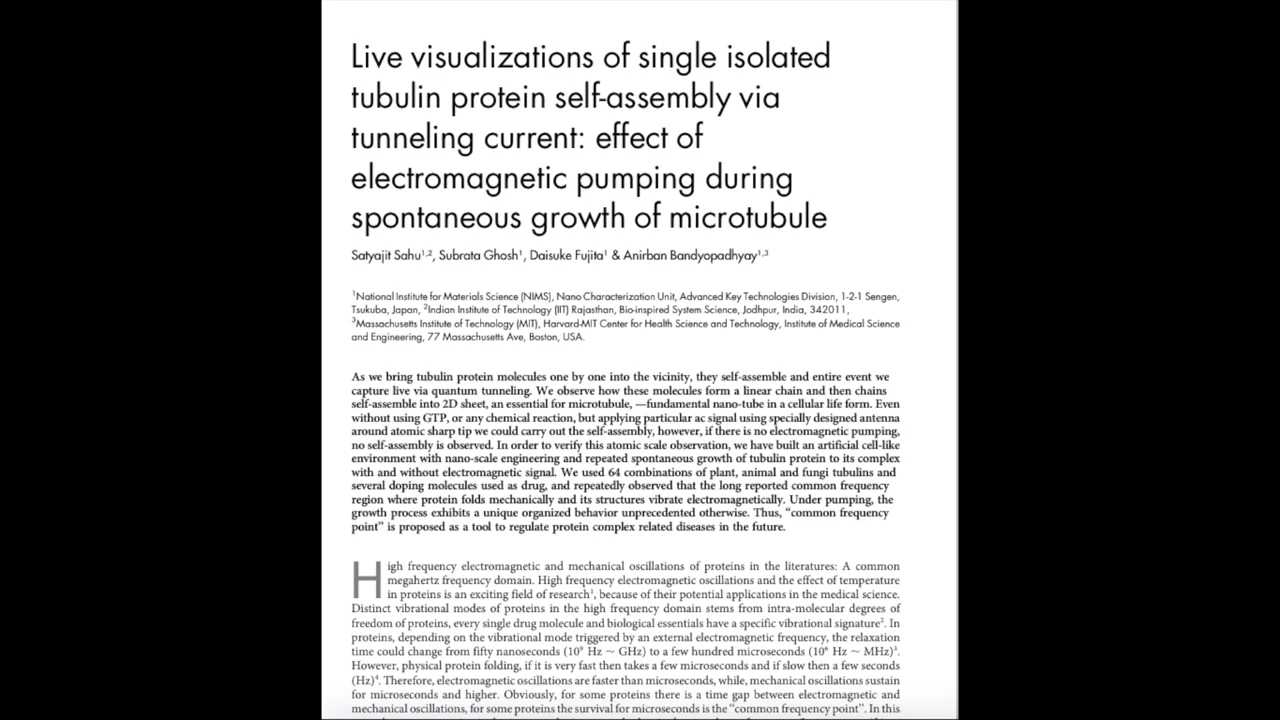 Live visualizations of single isolated
tubulin protein self-assembly via
tunneling current: effect of
electromagnetic pumping during
spontaneous growth of microtubule
Satyajit Sahu1,2, Subrata Ghosh1, Daisuke Fujita1 & Anirban Bandyopadhyay1,3
1National Institute for Materials Science (NIMS), Nano Characterization Unit, Advanced Key Technologies Division, 1-2-1 Sengen,
Tsukuba, Japan, 2Indian Institute of Technology (IIT) Rajasthan, Bio-inspired System Science, Jodhpur, India, 342011,
3Massachusetts Institute of Technology (MIT), Harvard-MIT Center for Health Science and Technology, Institute of Medical Science
and Engineering, 77 Massachusetts Ave, Boston, USA.
As we bring tubulin protein molecules one by one into the vicinity, they self-assemble and entire event we
capture live via quantum tunneling. We observe how these molecules form a linear chain and then chains
self-assemble into 2D sheet, an essential for microtubule, —fundamental nano-tube in a cellular life form. Even
without using GTP, or any chemical reaction, but applying particular ac signal using specially designed antenna
around atomic sharp tip we could carry out the self-assembly, however, if there is no electromagnetic pumping,
no self-assembly is observed. In order to verify this atomic scale observation, we have built an artificial cell-like
environment with nano-scale engineering and repeated spontaneous growth of tubulin protein to its complex
with and without electromagnetic signal. We used 64 combinations of plant, animal and fungi tubulins and
several doping molecules used as drug, and repeatedly observed that the long reported common frequency
region where protein folds mechanically and its structures vibrate electromagnetically. Under pumping, the
growth process exhibits a unique organized behavior unprecedented otherwise. Thus, “common frequency
point” is proposed as a tool to regulate protein complex related diseases in the future.
High frequency electromagnetic and mechanical oscillations of proteins in the literatures: A common
megahertz frequency domain. High frequency electromagnetic oscillations and the effect of temperature
in proteins is an exciting field of research1, because of their potential applications in the medical science.
Distinct vibrational modes of proteins in the high frequency domain stems from intra-molecular degrees of
freedom of proteins, every single drug molecule and biological essentials have a specific vibrational signature2. In
proteins, depending on the vibrational mode triggered by an external electromagnetic frequency, the relaxation
time could change from fifty nanoseconds (10⁹ Hz ~ GHz) to a few hundred microseconds (10⁶ Hz ~ MHz)3.
However, physical protein folding, if it is very fast then takes a few microseconds and if slow then a few seconds
(Hz)4. Therefore, electromagnetic oscillations are faster than microseconds, while, mechanical oscillations sustain
for microseconds and higher. Obviously, for some proteins there is a time gap between electromagnetic and
mechanical oscillations, for some proteins the survival for microseconds is the “common frequency point”. In this